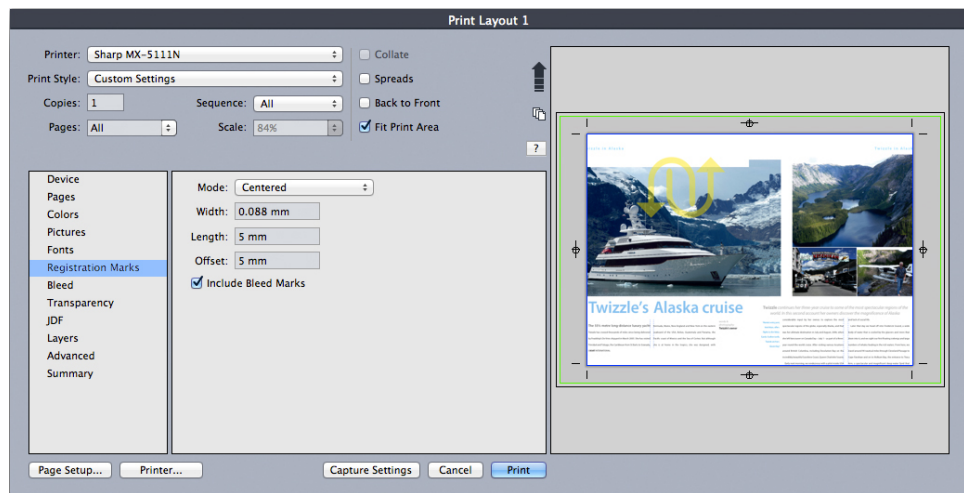 Print Layout 1
Printer: Sharp MX-5111N
Collate
Print Style: Custom Settings
Spreads
Copies: 1 Sequence: All
Back to Front
Pages: All Scale: 84%
Fit Print Area
?
Device
Pages
Colors
Pictures
Fonts
Registration Marks
Bleed
Transparency
JDF
Layers
Advanced
Summary
Mode: Centered
Width: 0.088 mm
Length: 5 mm
Offset: 5 mm
Include Bleed Marks
Twizzle's Alaska cruise
Page Setup... Printer... Capture Settings Cancel Print